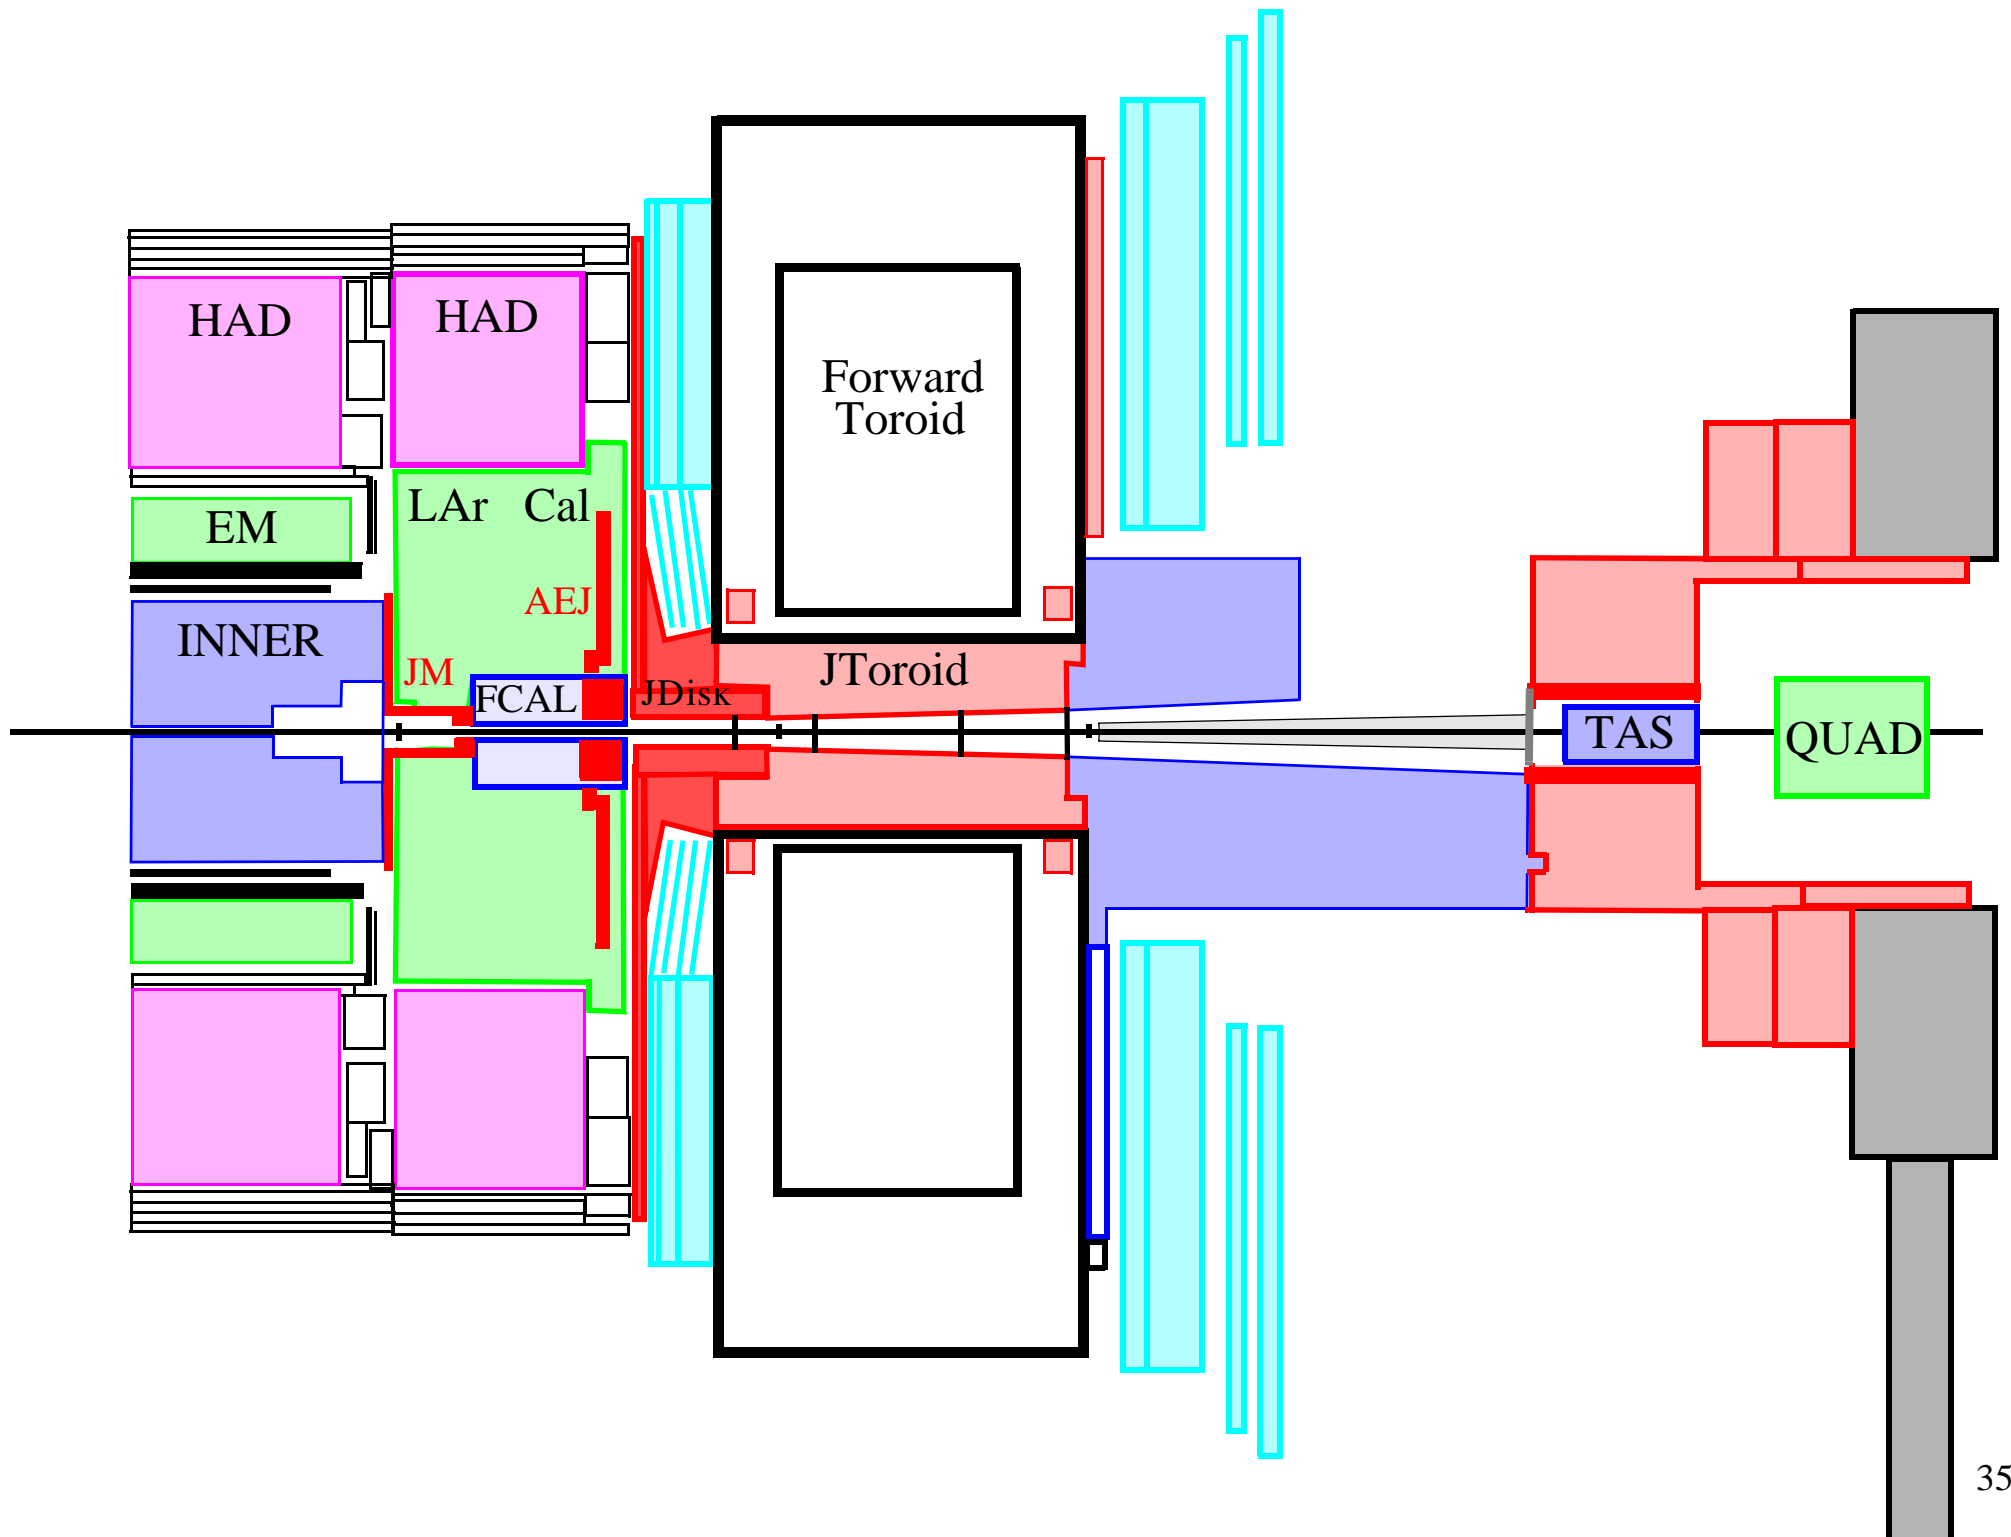 HAD
HAD
Forward
Toroid
LAr Cal
EM
AEJ
INNER
JM
FCAL
JDisk
JToroid
TAS
QUAD
35